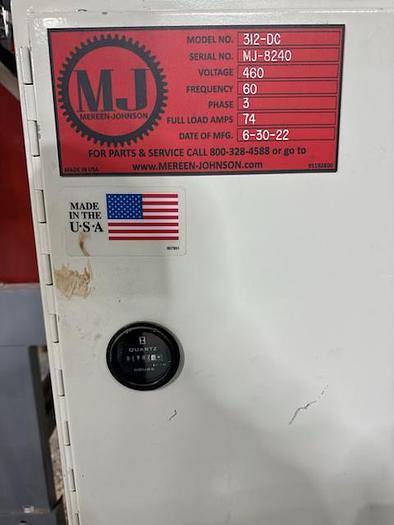 MJ
MEREEN-JOHNSON
MODEL NO. 312-DC
SERIAL NO. MJ-8240
VOLTAGE 460
FREQUENCY 60
PHASE 3
FULL LOAD AMPS 74
DATE OF MFG. 6-30-22
FOR PARTS & SERVICE CALL 800-328-4588 or go to
MADE IN USA www.MEREEN-JOHNSON.com
MADE
IN THE
U·S·A
QUARTZ
HOURS